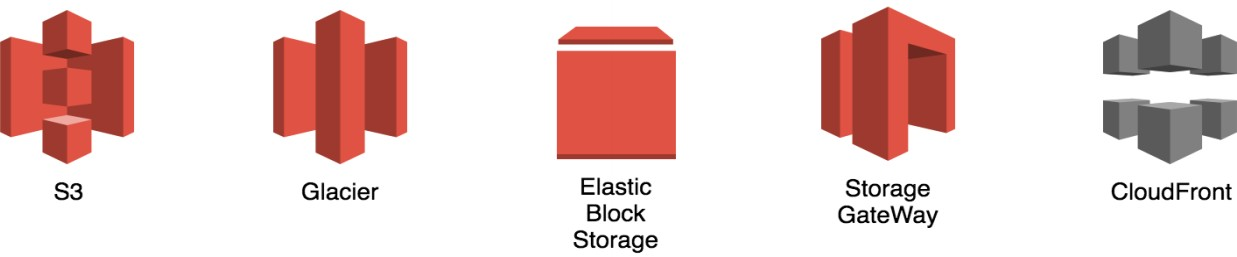 S3
Glacier
Elastic
Block
Storage
Storage
GateWay
CloudFront